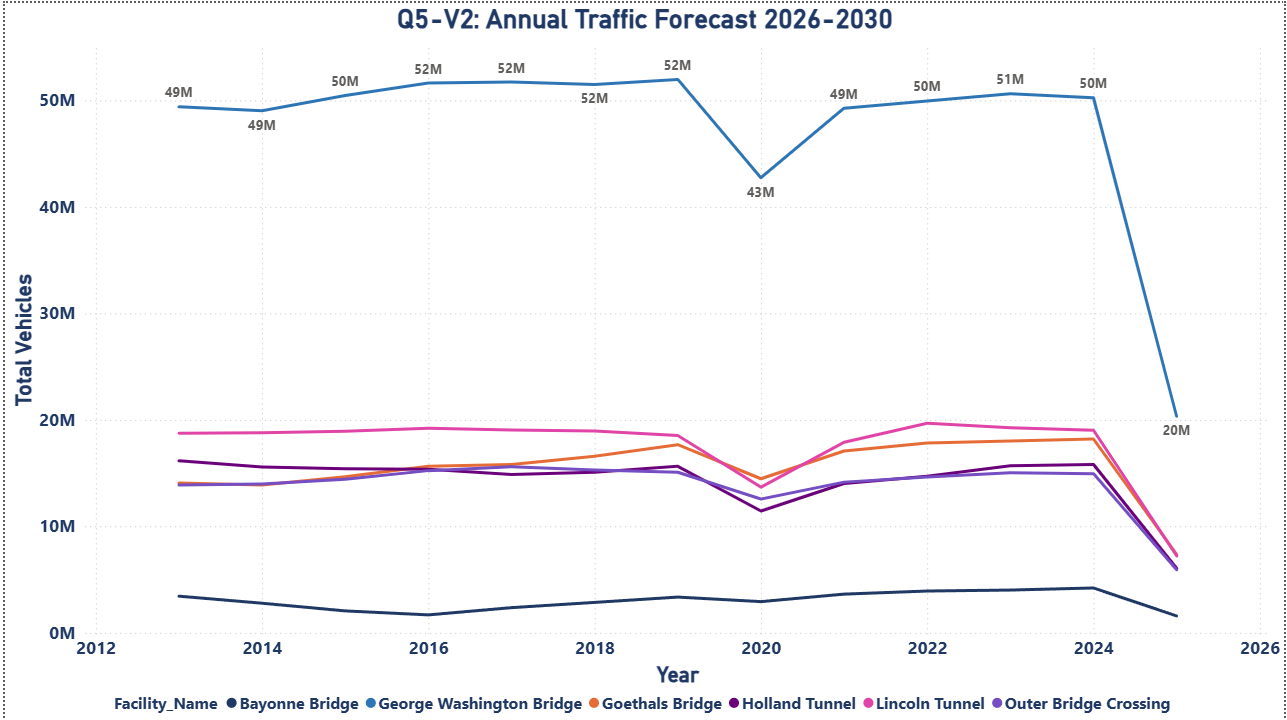 Q5-V2: Annual Traffic Forecast 2026-2030
Total Vehicles
50M
40M
30M
20M
10M
0M
49M
49M
50M
52M
52M
52M
52M
43M
49M
50M
51M
50M
20M
2012
2014
2016
2018
2020
2022
2024
2026
Year
Facility_Name Bayonne Bridge George Washington Bridge Goethals Bridge Holland Tunnel Lincoln Tunnel Outer Bridge Crossing